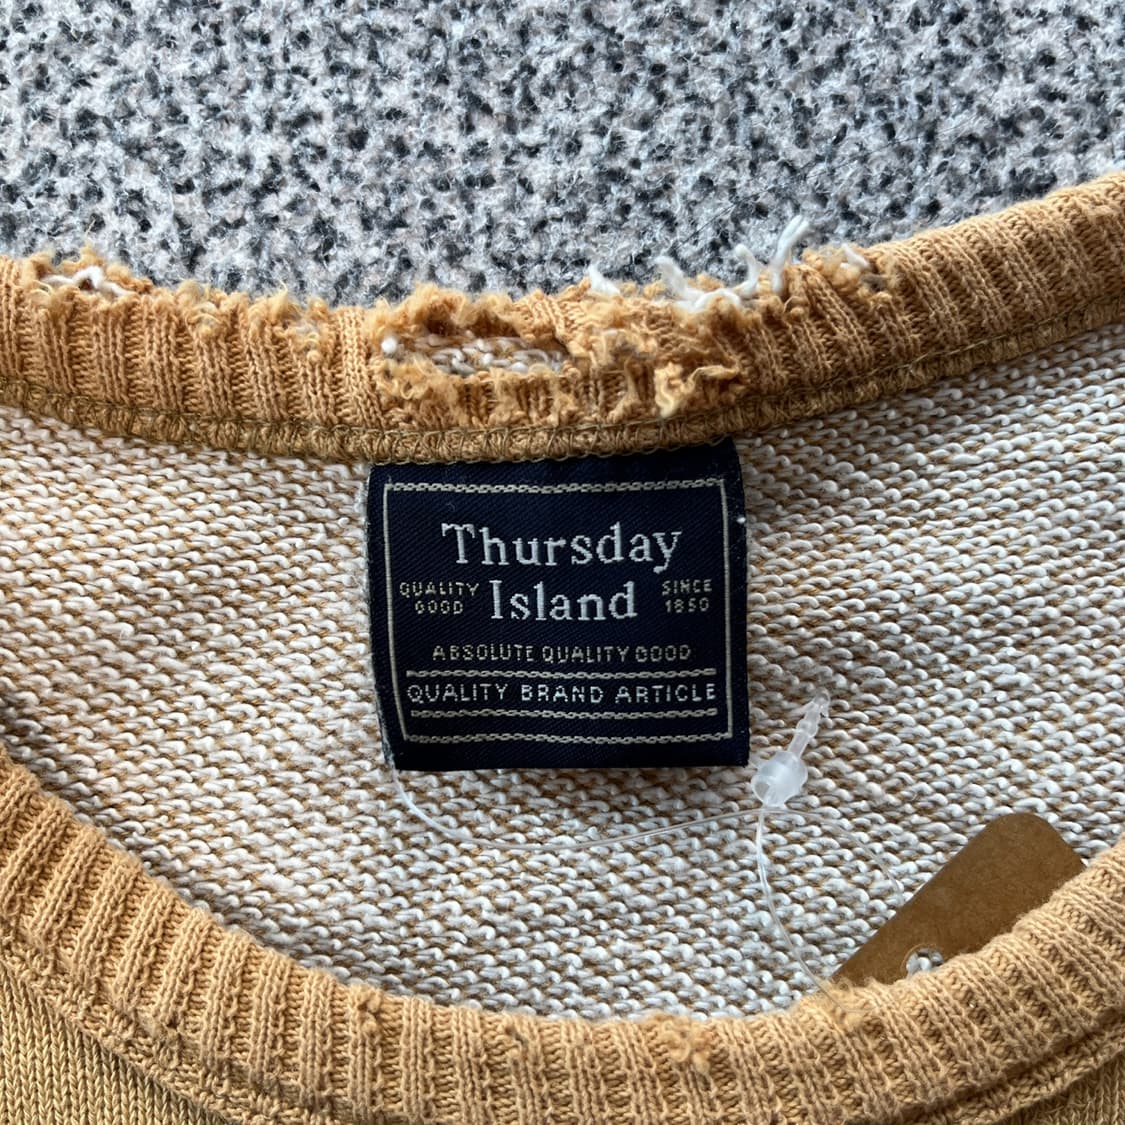 Thursday
QUALITY Island SINCE
GOOD 1850
ABSOLUTE QUALITY GOOD
QUALITY BRAND ARTICLE